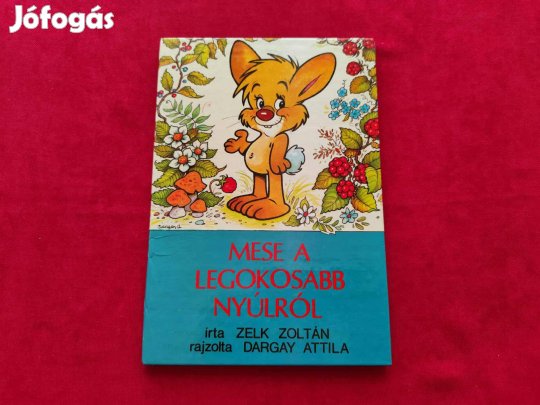 Jófogás
MESE A
LEGOKOSABB
NYÚLRÓL
írta ZELK ZOLTÁN
rajzolta DARGAY ATTILA